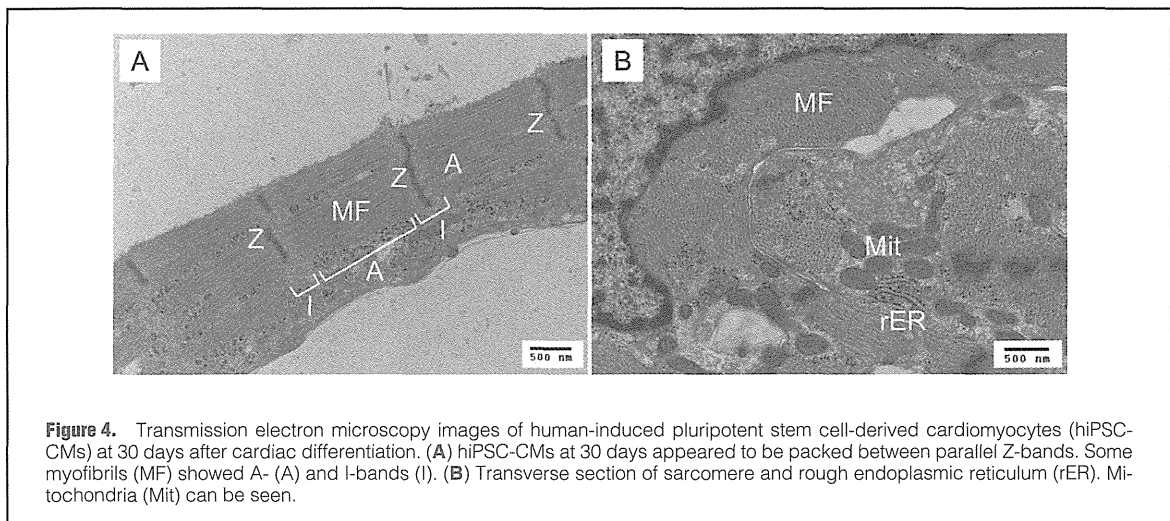 A
Z
Z
A
MF
Z
I
A
I
500 nm
B
MF
Mit
rER
500 nm
Figure 4. Transmission electron microscopy images of human-induced pluripotent stem cell-derived cardiomyocytes (hiPSC-
CMs) at 30 days after cardiac differentiation. (A) hiPSC-CMs at 30 days appeared to be packed between parallel Z-bands. Some
myofibrils (MF) showed A- (A) and I-bands (I). (B) Transverse section of sarcomere and rough endoplasmic reticulum (rER). Mi-
tochondria (Mit) can be seen.